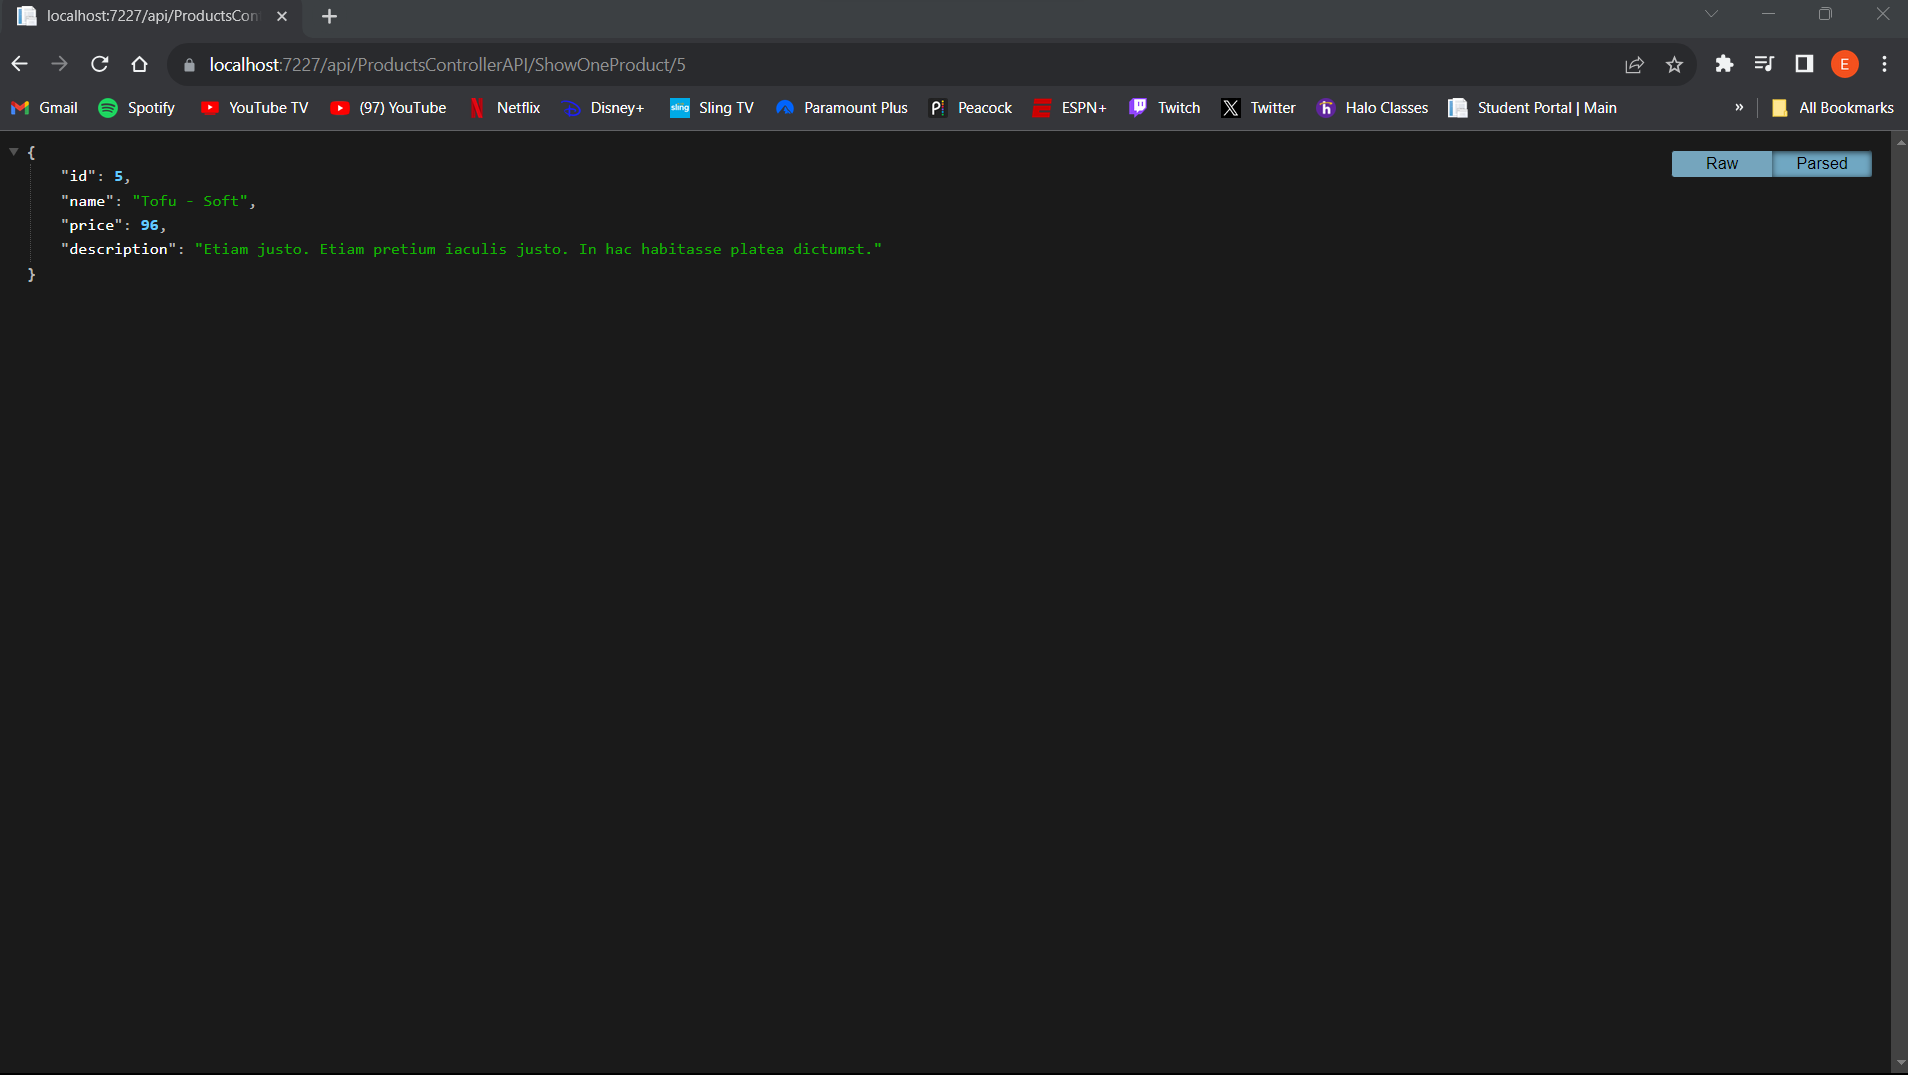 localhost:7227/api/ProductsCon
localhost:7227/api/ProductsControllerAPI/ShowOneProduct/5
E
Gmail Spotify YouTube TV (97) YouTube Netflix Disney+ sling Sling TV Paramount Plus P Peacock ESPN+ Twitch X Twitter h Halo Classes Student Portal | Main » All Bookmarks
Raw Parsed
{
"id": 5,
"name": "Tofu - Soft",
"price": 96,
"description": "Etiam justo. Etiam pretium iaculis justo. In hac habitasse platea dictumst."
}